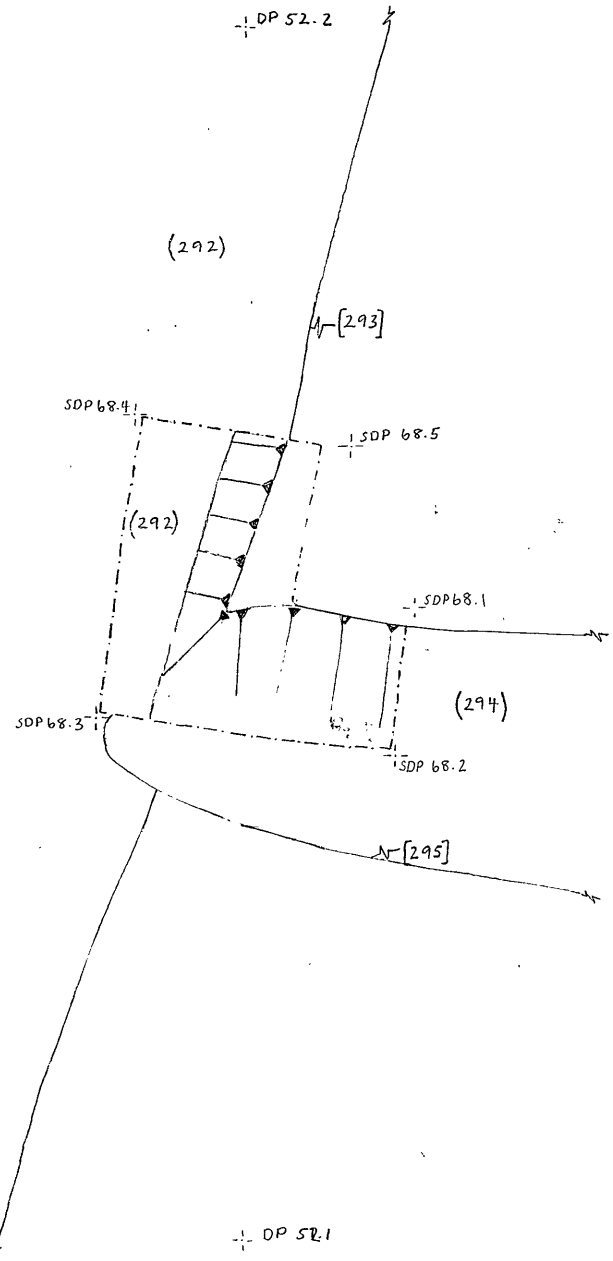 DP 52.2
(292)
[293]
SDP 68.4
SDP 68.5
(292)
SDP 68.1
(294)
SDP 68.3
SDP 68.2
[295]
DP 52.1